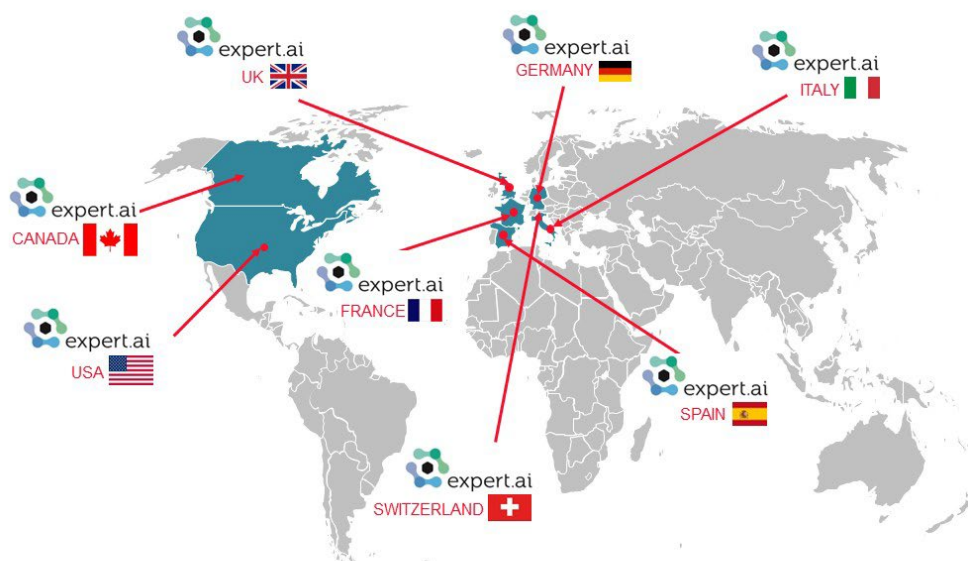 expert.ai
UK
expert.ai
GERMANY
expert.ai
ITALY
expert.ai
CANADA
expert.ai
FRANCE
expert.ai
USA
expert.ai
SPAIN
expert.ai
SWITZERLAND